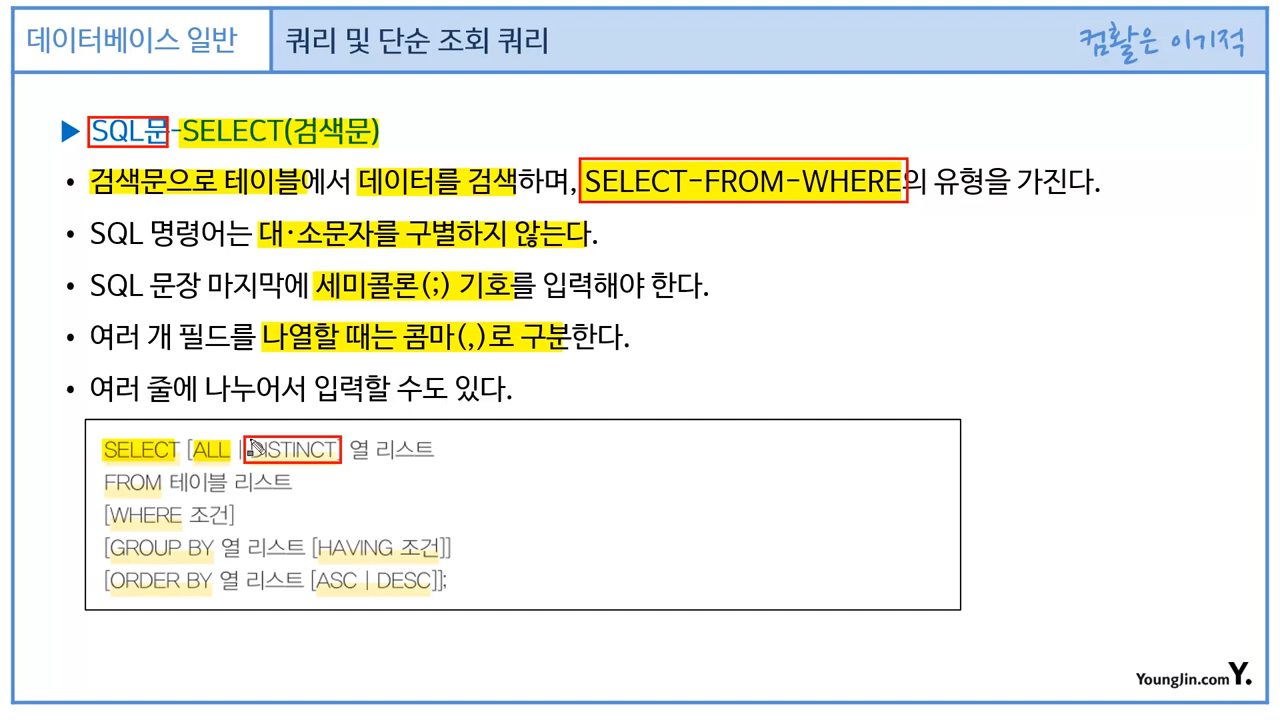 데이터베이스 일반
쿼리 및 단순 조회 쿼리
컴활은 이기적
▶ SQL문-SELECT(검색문)
• 검색문으로 테이블에서 데이터를 검색하며, SELECT-FROM-WHERE의 유형을 가진다.
• SQL 명령어는 대·소문자를 구별하지 않는다.
• SQL 문장 마지막에 세미콜론(;) 기호를 입력해야 한다.
• 여러 개 필드를 나열할 때는 콤마(,)로 구분한다.
• 여러 줄에 나누어서 입력할 수도 있다.
SELECT [ALL | DISTINCT] 열 리스트
FROM 테이블 리스트
[WHERE 조건]
[GROUP BY 열 리스트 [HAVING 조건]]
[ORDER BY 열 리스트 [ASC | DESC]];
YoungJin.com Y.